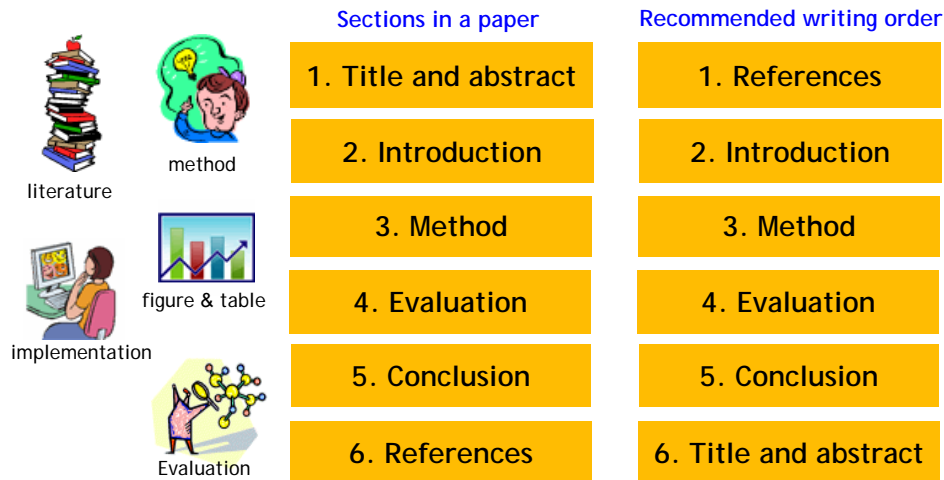 Sections in a paper
Recommended writing order
literature
method
implementation
figure & table
Evaluation
1. Title and abstract
2. Introduction
3. Method
4. Evaluation
5. Conclusion
6. References
1. References
2. Introduction
3. Method
4. Evaluation
5. Conclusion
6. Title and abstract